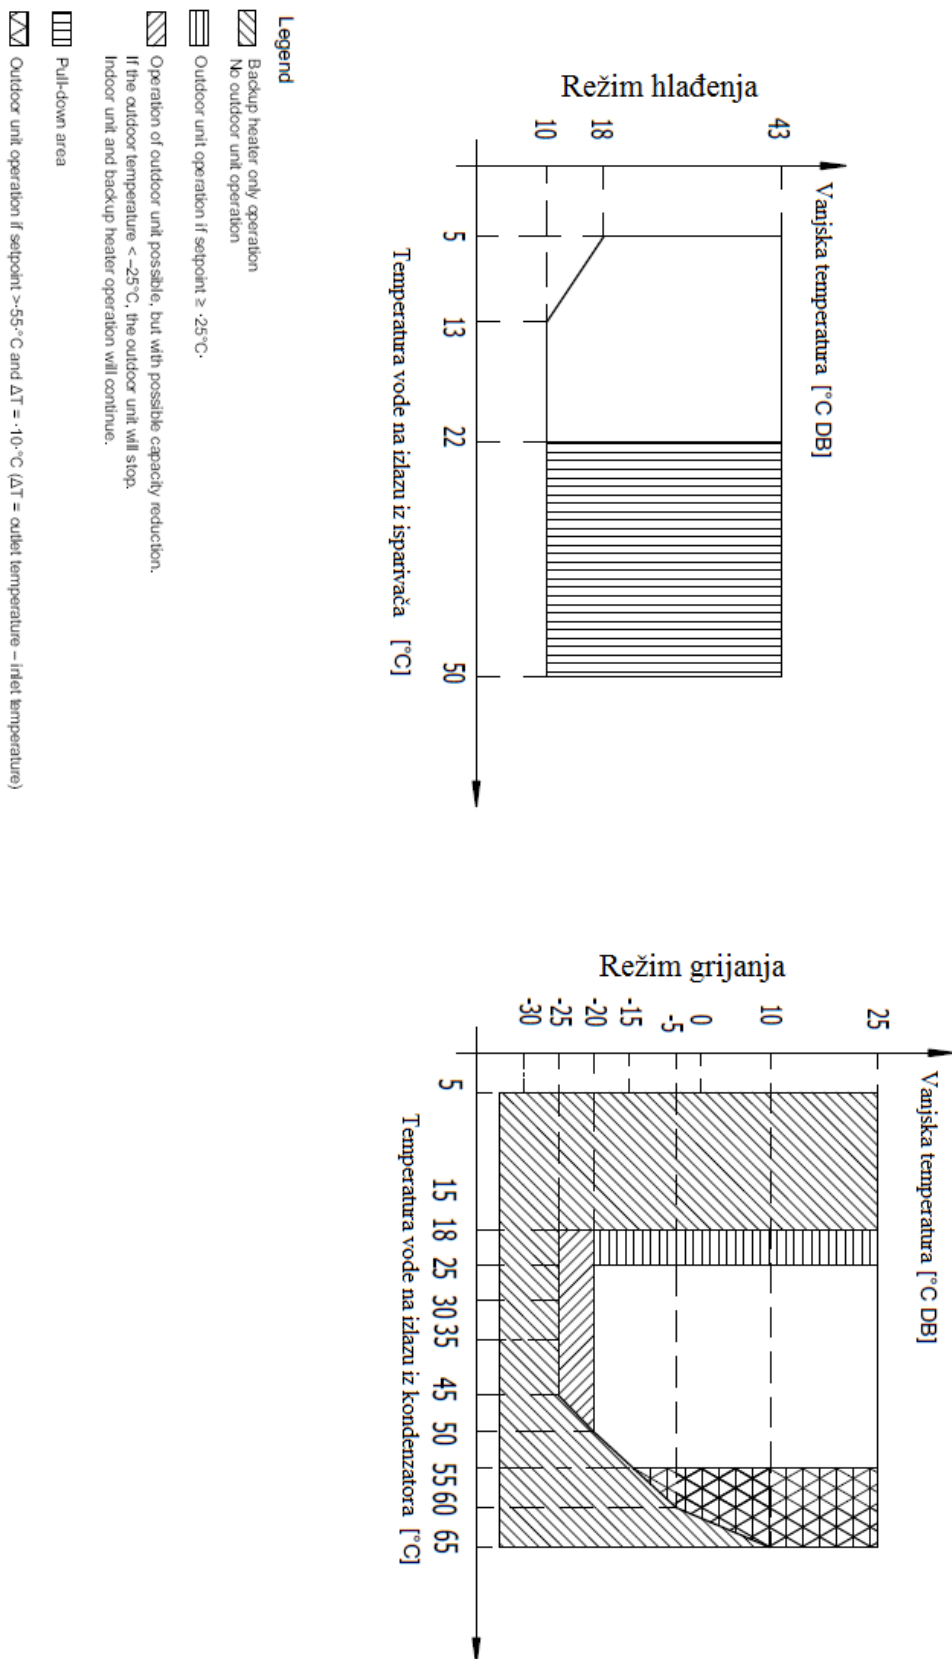 Režim hlađenja
Vanjska temperatura [°C DB]
43
18
10
5
13
22
50
Temperatura vode na izlazu iz isparivača [°C]
Režim grijanja
Vanjska temperatura [°C DB]
25
10
0
-5
-15
-20
-25
-30
5
15
18
25
30
35
45
50
55
60
65
Temperatura vode na izlazu iz kondenzatora [°C]
Legend
Backup heater only operation
No outdoor unit operation
Outdoor unit operation if setpoint ≥ ·25°C·
Operation of outdoor unit possible, but with possible capacity reduction.
If the outdoor temperature < –25°C, the outdoor unit will stop.
Indoor unit and backup heater operation will continue.
Pull-down area
Outdoor unit operation if setpoint >·55·°C and ΔT = ·10·°C (ΔT = outlet temperature – inlet temperature)